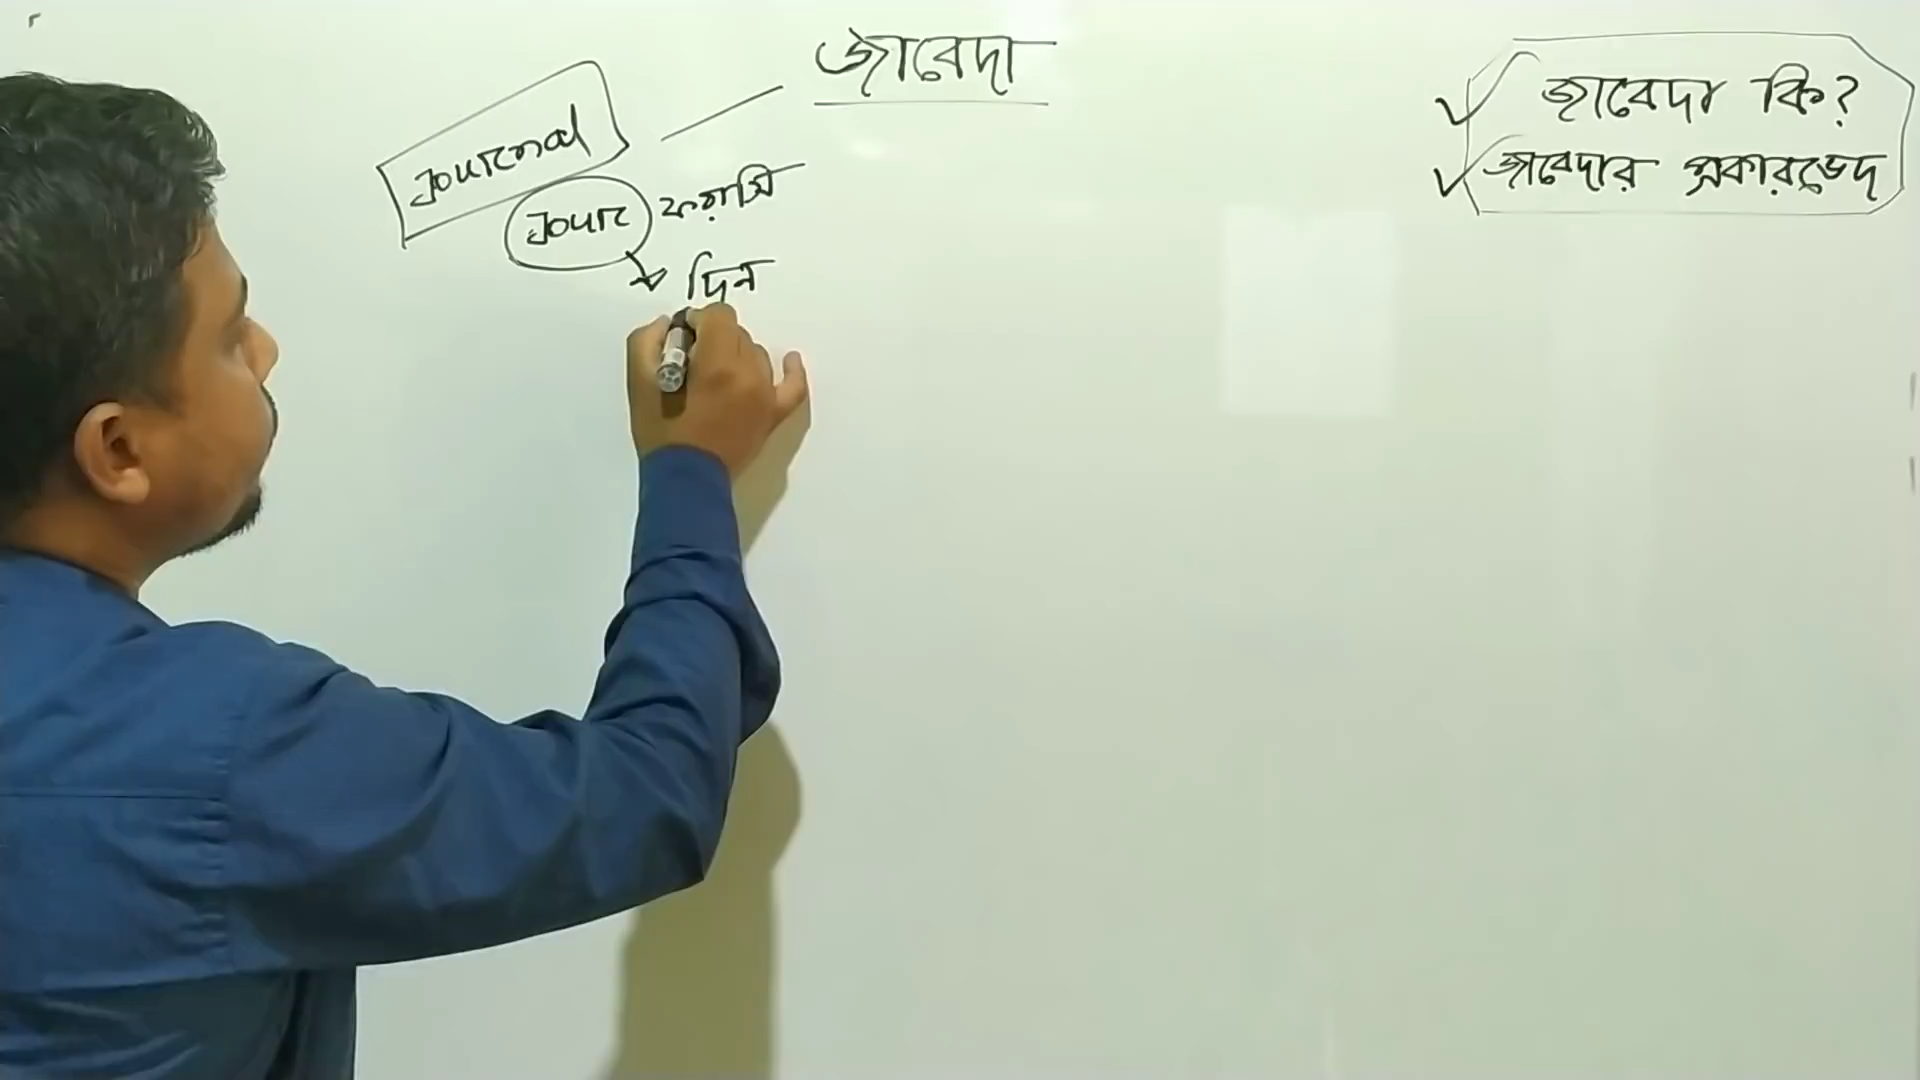 জাবেদা
Journal
Jour ফরাসি
দিন
জাবেদা কি?
জাবেদার প্রকারভেদ